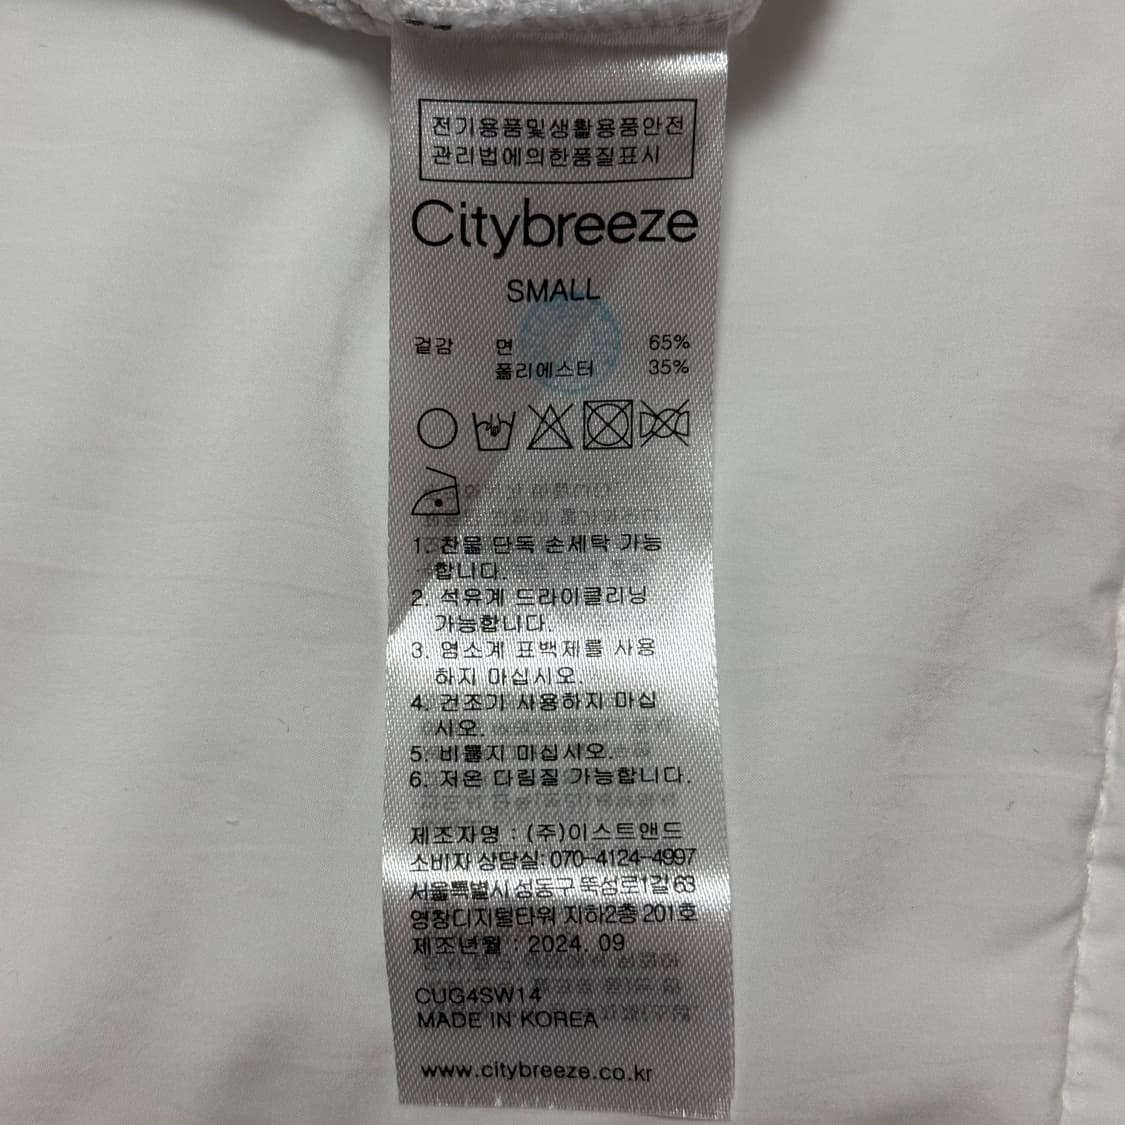 전기용품및생활용품안전
관리법에의한품질표시
Citybreeze
SMALL
겉감 면 65%
폴리에스터 35%
1. 찬물 단독 손세탁 가능
합니다.
2. 석유계 드라이클리닝
가능합니다.
3. 염소계 표백제를 사용
하지 마십시오.
4. 건조기 사용하지 마십
시오.
5. 비틀지 마십시오.
6. 저온 다림질 가능합니다.
제조자명 : (주)이스트앤드
소비자 상담실: 070-4124-4997
서울특별시 성동구 뚝섬로1길 63
영창디지털타워 지하2층 201호
제조년월 : 2024. 09
CUG4SW14
MADE IN KOREA
www.citybreeze.co.kr